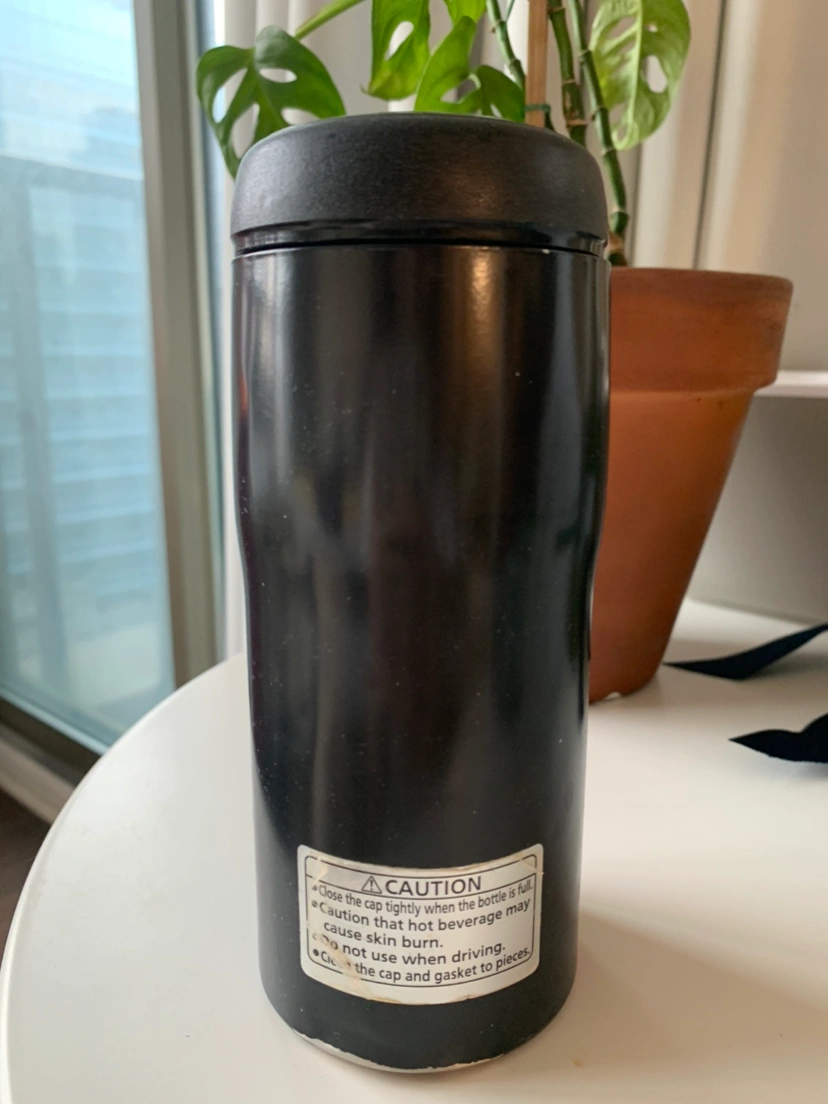 ⚠CAUTION
•Close the cap tightly when the bottle is full.
•Caution that hot beverage may
cause skin burn.
•Do not use when driving.
• the cap and gasket to pieces.